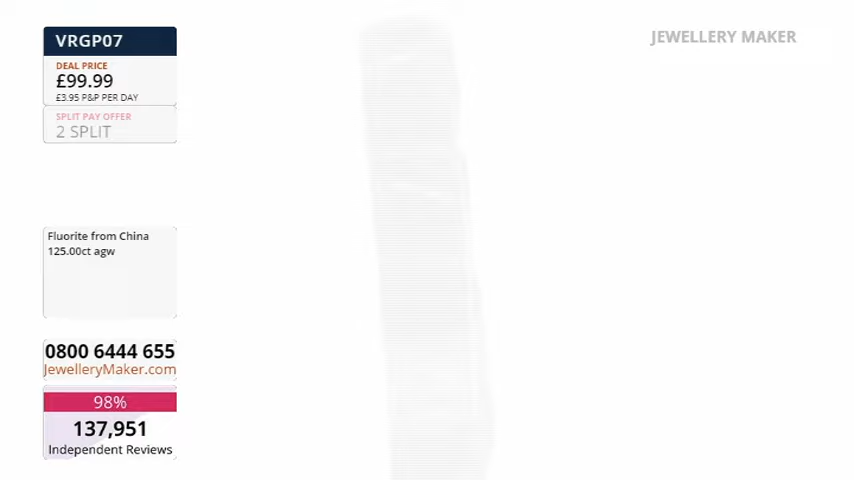 VRGP07
DEAL PRICE
£99.99
£3.95 P&P PER DAY
SPLIT PAY OFFER
2 SPLIT
Fluorite from China
125.00ct agw
0800 6444 655
JewelleryMaker.com
98%
137,951
Independent Reviews
JEWELLERY MAKER